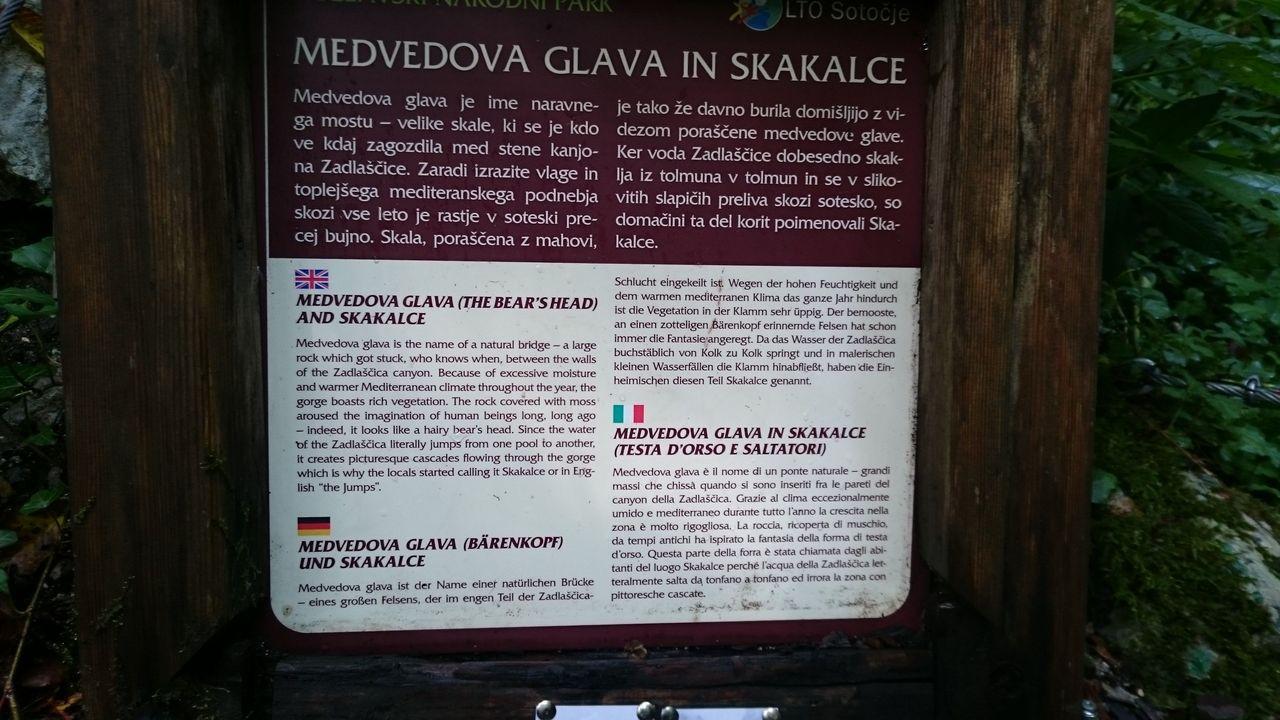 NARODNI PARK
LTO Sotočje
MEDVEDOVA GLAVA IN SKAKALCE
Medvedova glava je ime naravne-
ga mostu – velike skale, ki se je kdo
ve kdaj zagozdila med stene kanjo-
na Zadlaščice. Zaradi izrazite vlage in
toplejšega mediteranskega podnebja
skozi vse leto je rastje v soteski pre-
cej bujno. Skala, poraščena z mahovi,
je tako že davno burila domišljijo z vi-
dezom poraščene medvedove glave.
Ker voda Zadlaščice dobesedno skak-
lja iz tolmuna v tolmun in se v sliko-
vitih slapičih preliva skozi sotesko, so
domačini ta del korit poimenovali Ska-
kalce.
MEDVEDOVA GLAVA (THE BEAR'S HEAD)
AND SKAKALCE
Medvedova glava is the name of a natural bridge – a large
rock which got stuck, who knows when, between the walls
of the Zadlaščica canyon. Because of excessive moisture
and warmer Mediterranean climate throughout the year, the
gorge boasts rich vegetation. The rock covered with moss
aroused the imagination of human beings long, long ago
– indeed, it looks like a hairy bear's head. Since the water
of the Zadlaščica literally jumps from one pool to another,
it creates picturesque cascades flowing through the gorge
which is why the locals started calling it Skakalce or in Eng-
lish "the Jumps".
MEDVEDOVA GLAVA (BÄRENKOPF)
UND SKAKALCE
Medvedova glava ist der Name einer natürlichen Brücke
– eines großen Felsens, der im engen Teil der Zadlaščica-
Schlucht eingekeilt ist. Wegen der hohen Feuchtigkeit und
dem warmen mediterranen Klima das ganze Jahr hindurch
ist die Vegetation in der Klamm sehr üppig. Der bemooste,
an einen zotteligen Bärenkopf erinnernde Felsen hat schon
immer die Fantasie angeregt. Da das Wasser der Zadlaščica
buchstäblich von Kolk zu Kolk springt und in malerischen
kleinen Wasserfällen die Klamm hinabfließt, haben die Ein-
heimischen diesen Teil Skakalce genannt.
MEDVEDOVA GLAVA IN SKAKALCE
(TESTA D'ORSO E SALTATORI)
Medvedova glava è il nome di un ponte naturale – grandi
massi che chissà quando si sono inseriti fra le pareti del
canyon della Zadlaščica. Grazie al clima eccezionalmente
umido e mediterraneo durante tutto l'anno la crescita nella
zona è molto rigogliosa. La roccia, ricoperta di muschio,
da tempi antichi ha ispirato la fantasia della forma di testa
d'orso. Questa parte della forra è stata chiamata dagli abi-
tanti del luogo Skakalce perché l'acqua della Zadlaščica let-
teralmente salta da tonfano a tonfano ed irrora la zona con
pittoresche cascate.